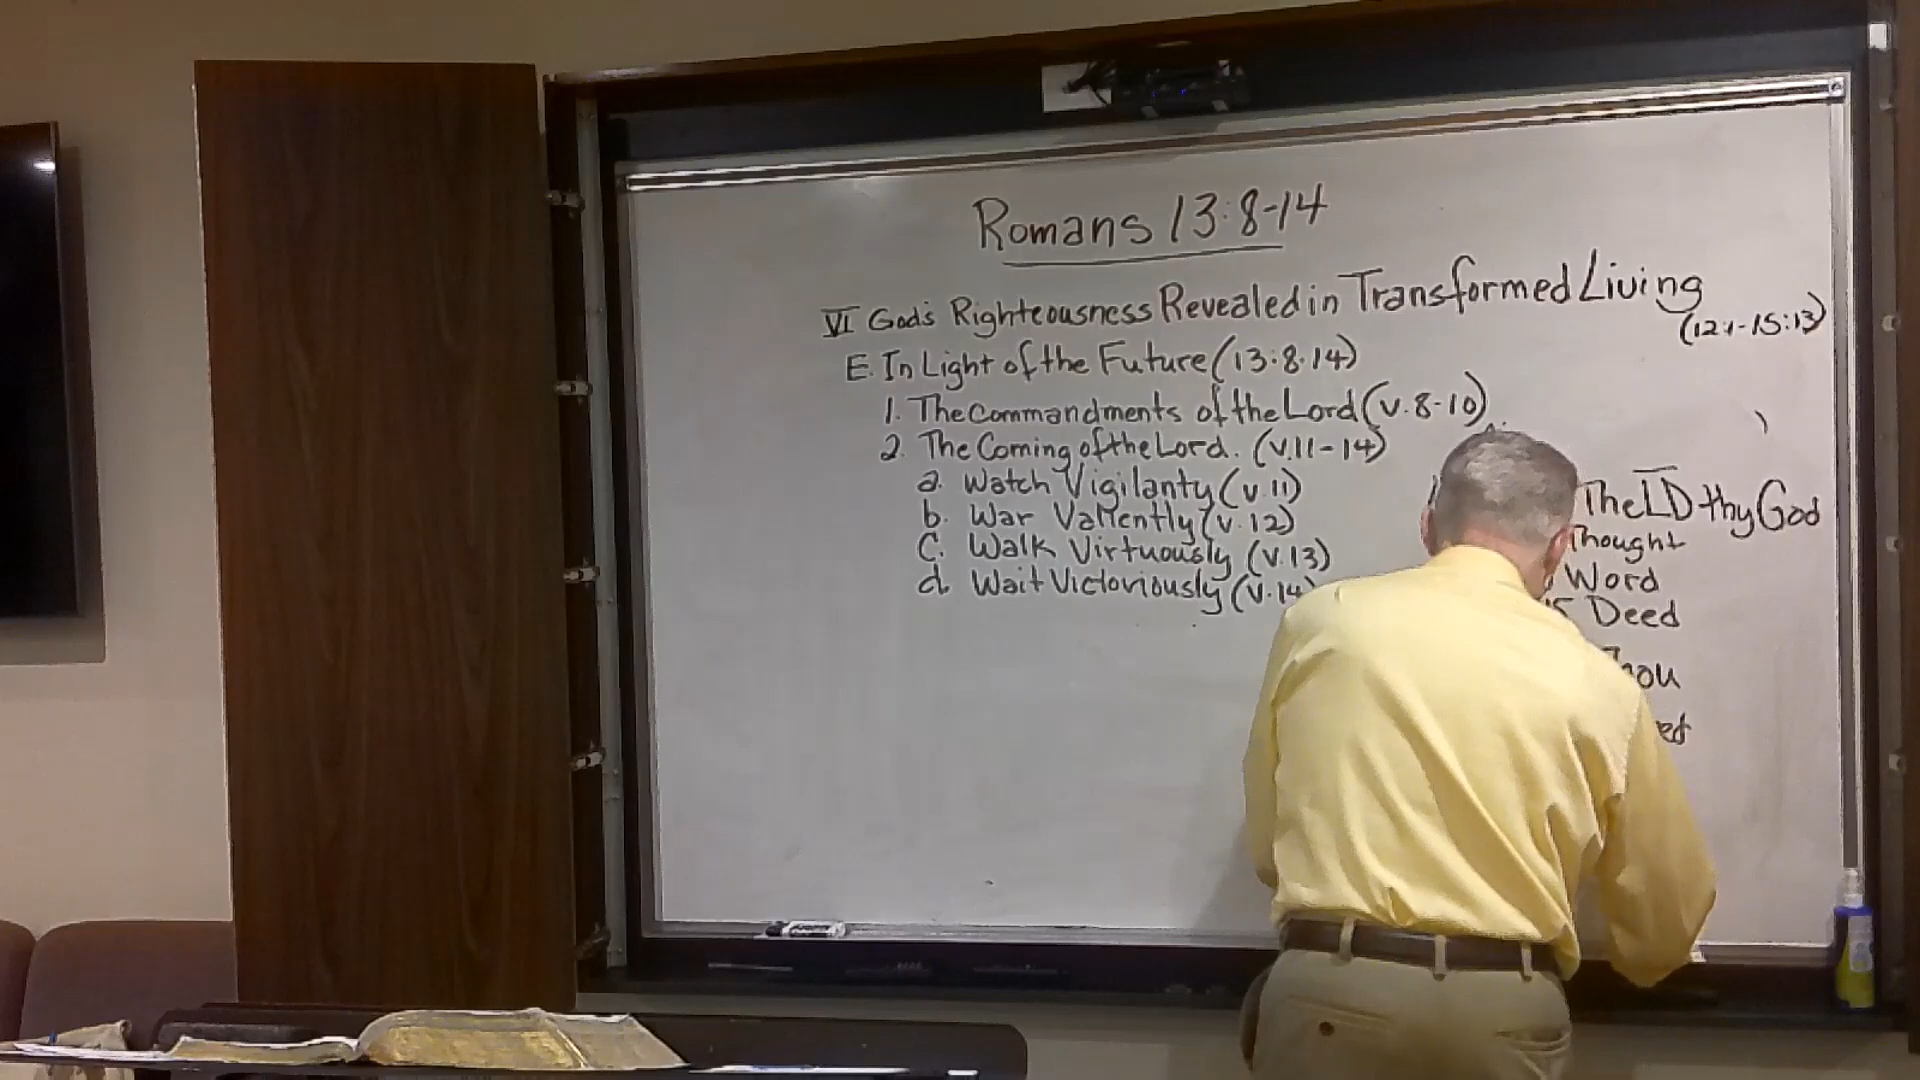 Romans 13:8-14
VI God's Righteousness Revealed in Transformed Living
(12:1-15:13)
E. In Light of the Future (13:8-14)
1. The Commandments of the Lord (v.8-10)
2. The Coming of the Lord. (v.11-14)
a. Watch Vigilanty (v.11)
b. War Valiently (v.12)
C. Walk Virtuously (v.13)
d. Wait Victoriously (v.14)
The LD thy God
Thought
Word
Deed